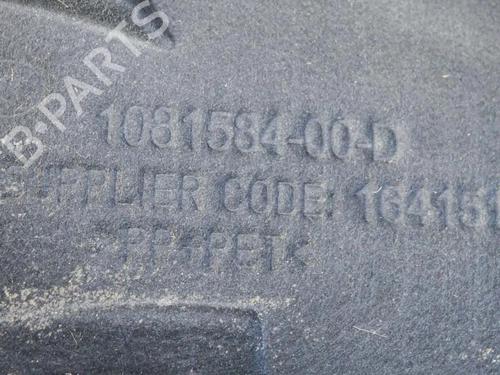 B-PARTS
1081584-00-D
SUPPLIER CODE: 164151
>PP+PET<